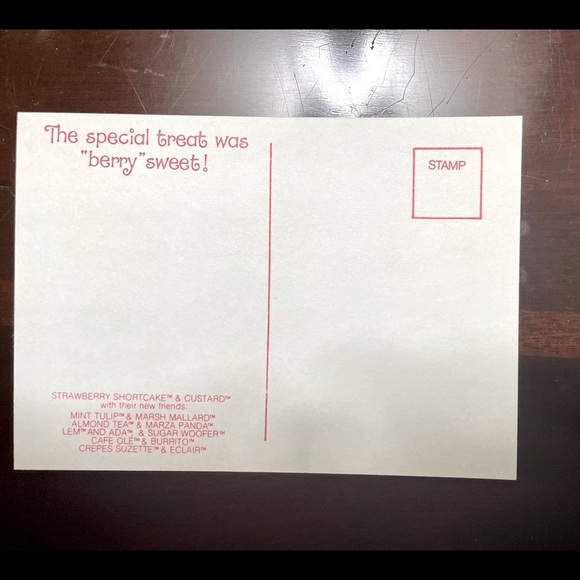 The special treat was
"berry" sweet!
STAMP
STRAWBERRY SHORTCAKE™ & CUSTARD™
with their new friends:
MINT TULIP™ & MARSH MALLARD™
ALMOND TEA™ & MARZA PANDA™
LEM™ AND ADA™, & SUGAR WOOFER™
CAFE OLÉ™ & BURRITO™
CREPES SUZETTE™ & ECLAIR™